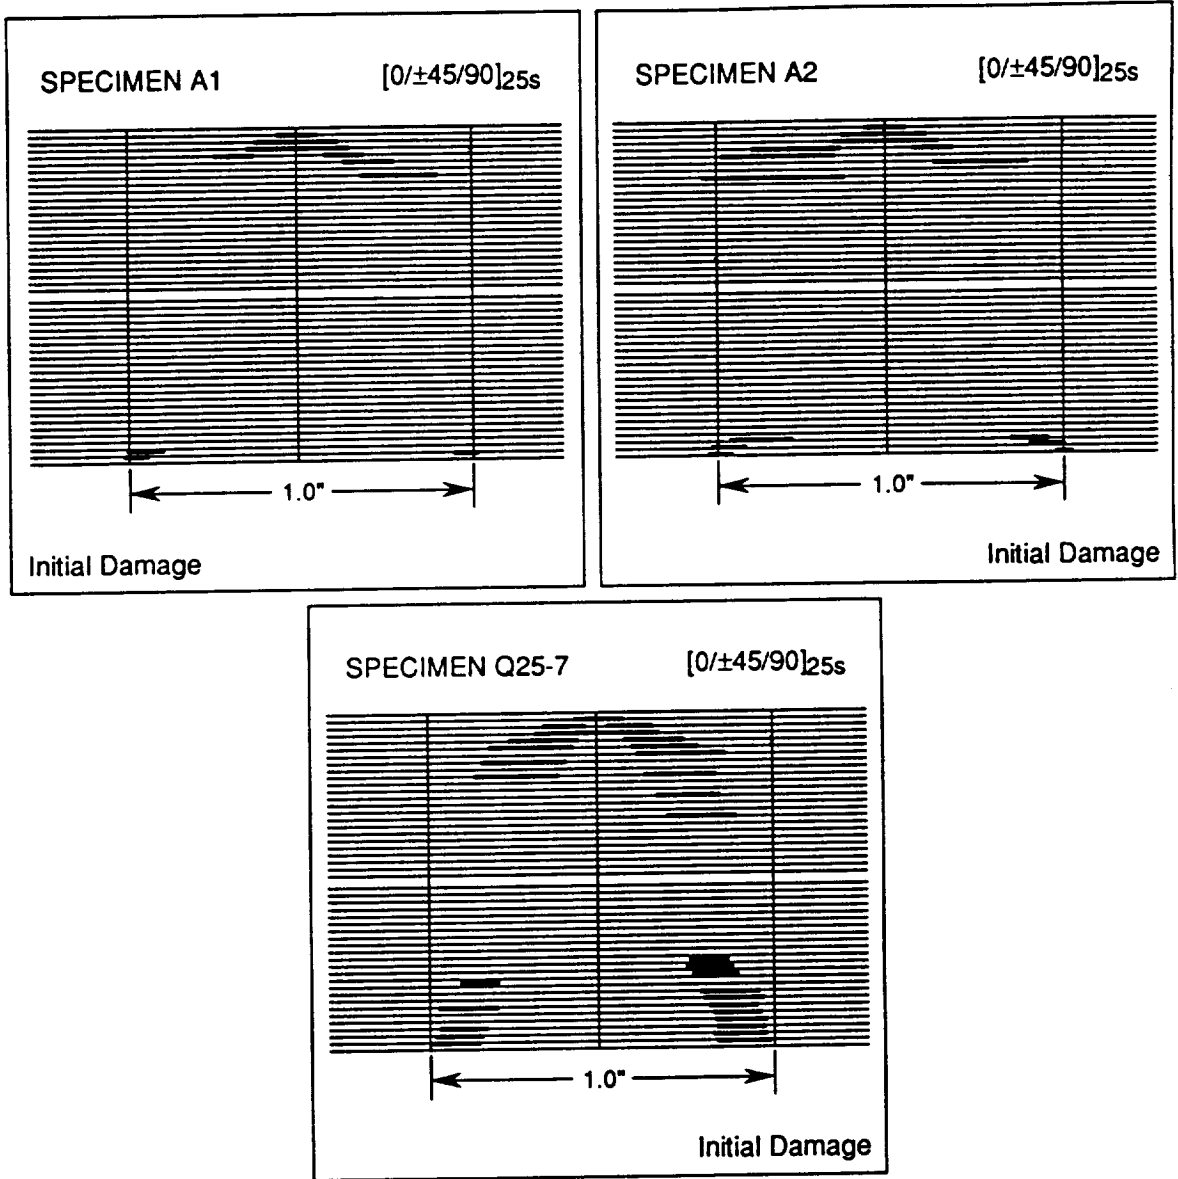 SPECIMEN A1 [0/±45/90]25s
1.0"
Initial Damage
SPECIMEN A2 [0/±45/90]25s
1.0"
Initial Damage
SPECIMEN Q25-7 [0/±45/90]25s
1.0"
Initial Damage